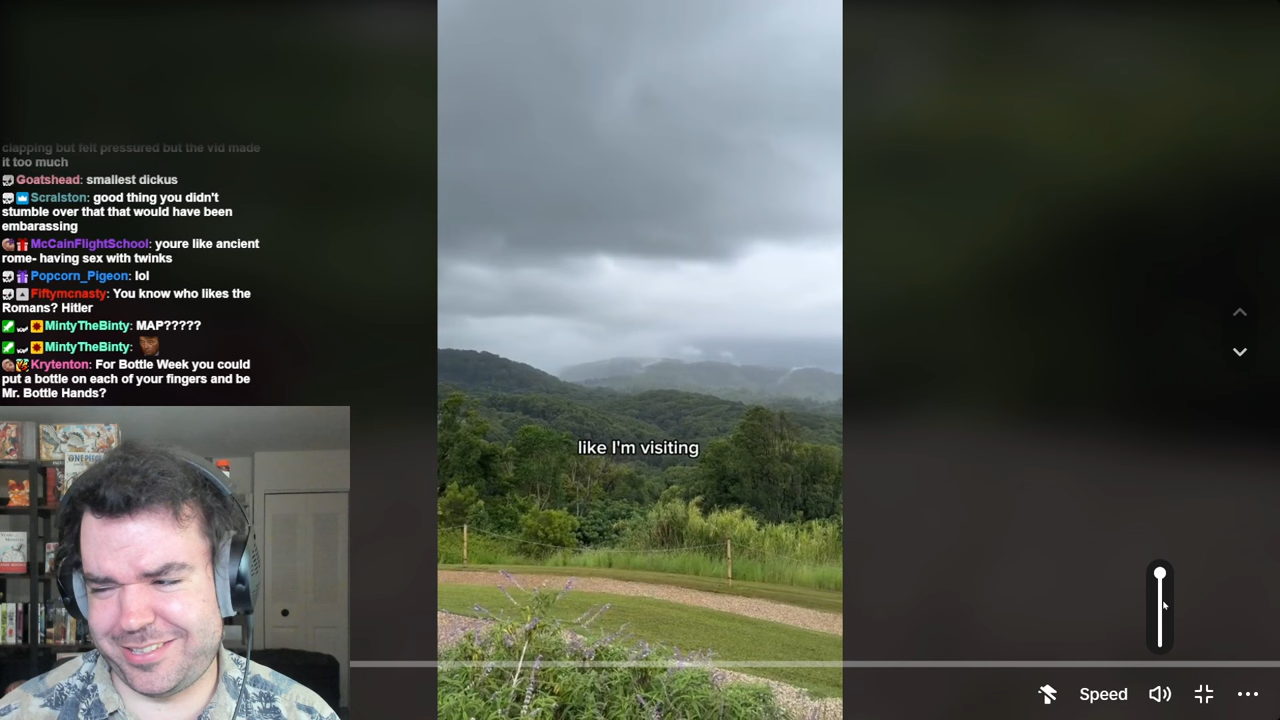 clapping but felt pressured but the vid made
it too much
Goatshead: smallest dickus
Scralston: good thing you didn't
stumble over that that would have been
embarassing
McCainFlightSchool: youre like ancient
rome- having sex with twinks
Popcorn_Pigeon: lol
Fiftymcnasty: You know who likes the
Romans? Hitler
MintyTheBinty: MAP?????
MintyTheBinty:
Krytenton: For Bottle Week you could
put a bottle on each of your fingers and be
Mr. Bottle Hands?
like I'm visiting
ONE PIECE
Speed